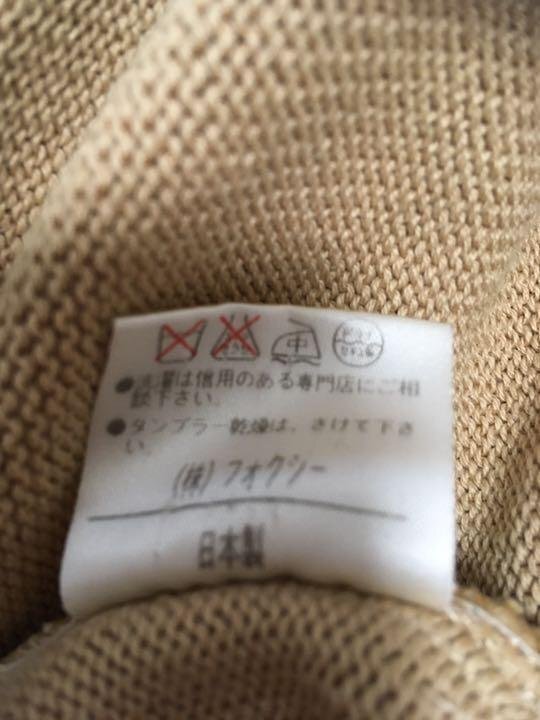 中
●洗濯は信用のある専門店にご相
談下さい。
●タンブラー乾燥は、さけて下さ
い。
(株)フォクシー
日本製